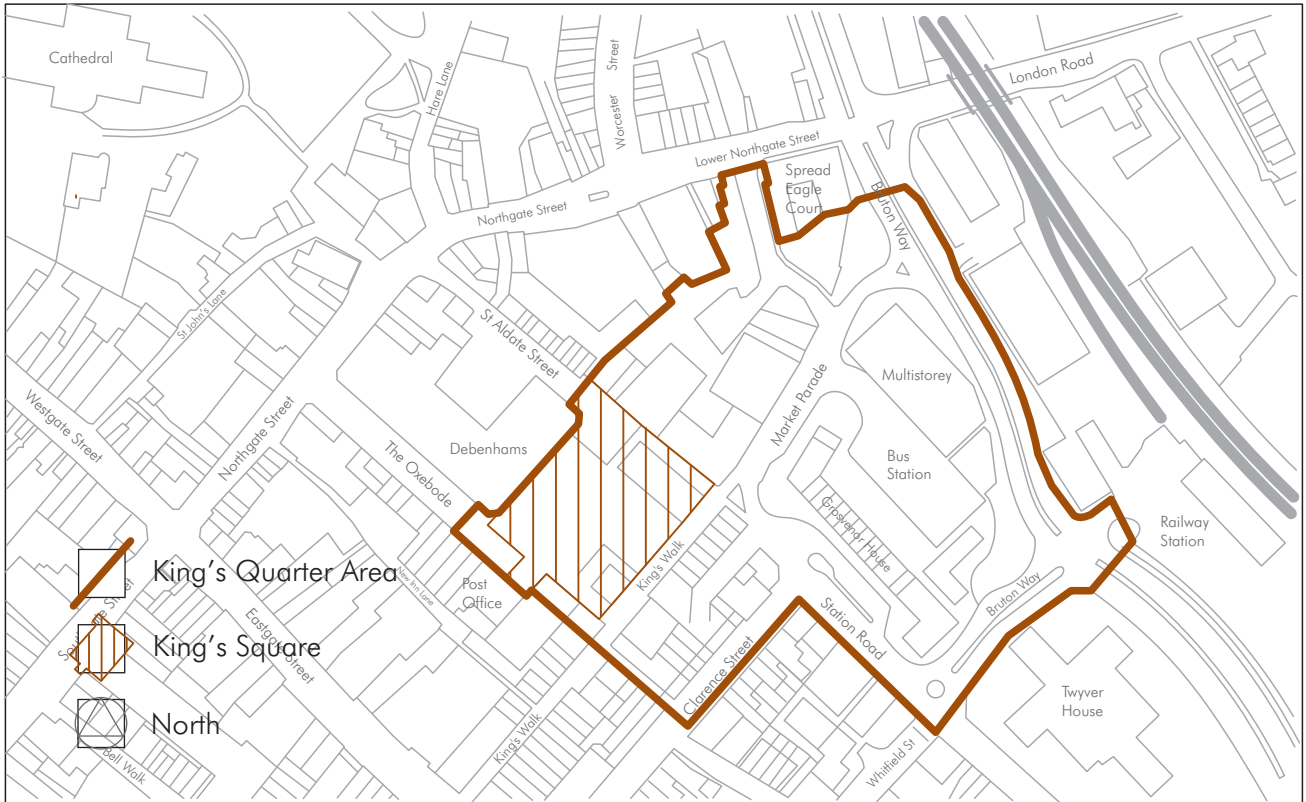 Cathedral
Hare Lane
Worcester Street
London Road
Lower Northgate Street
Spread
Eagle
Court
Bruton Way
Northgate Street
St John's Lane
St Aldate Street
Market Parade
Multistorey
Westgate Street
Northgate Street
The Oxebode
Debenhams
Bus
Station
Grosvenor House
Railway
Station
King's Walk
Post
Office
New Inn Lane
Eastgate Street
King's Quarter Area
King's Square
North
Bell Walk
King's Walk
Clarence Street
Station Road
Bruton Way
Twyver
House
Whitfield St